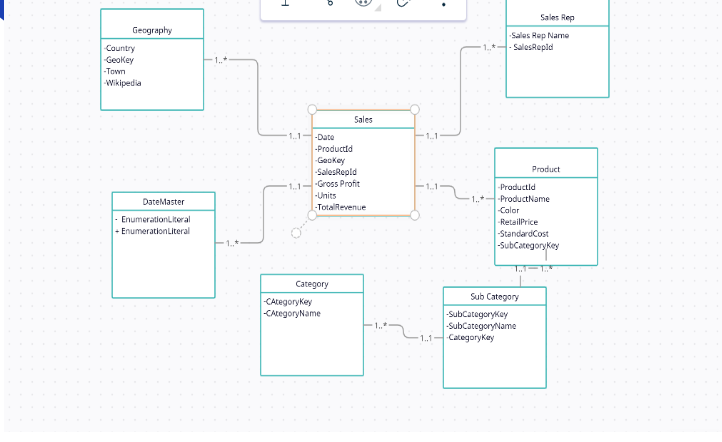 Geography
-Country
-GeoKey
-Town
-Wikipedia
1..*
1..1
Sales Rep
-Sales Rep Name
- SalesRepId
1..*
1..1
Sales
-Date
-ProductId
-GeoKey
-SalesRepId
-Gross Profit
-Units
-TotalRevenue
1..1
1..1
DateMaster
- EnumerationLiteral
+ EnumerationLiteral
1..*
Product
-ProductId
-ProductName
-Color
-RetailPrice
-StandardCost
-SubCategoryKey
1..*
1..1
1..*
Category
-CAtegoryKey
-CAtegoryName
1..*
1..1
Sub Category
-SubCategoryKey
-SubCategoryName
-CategoryKey